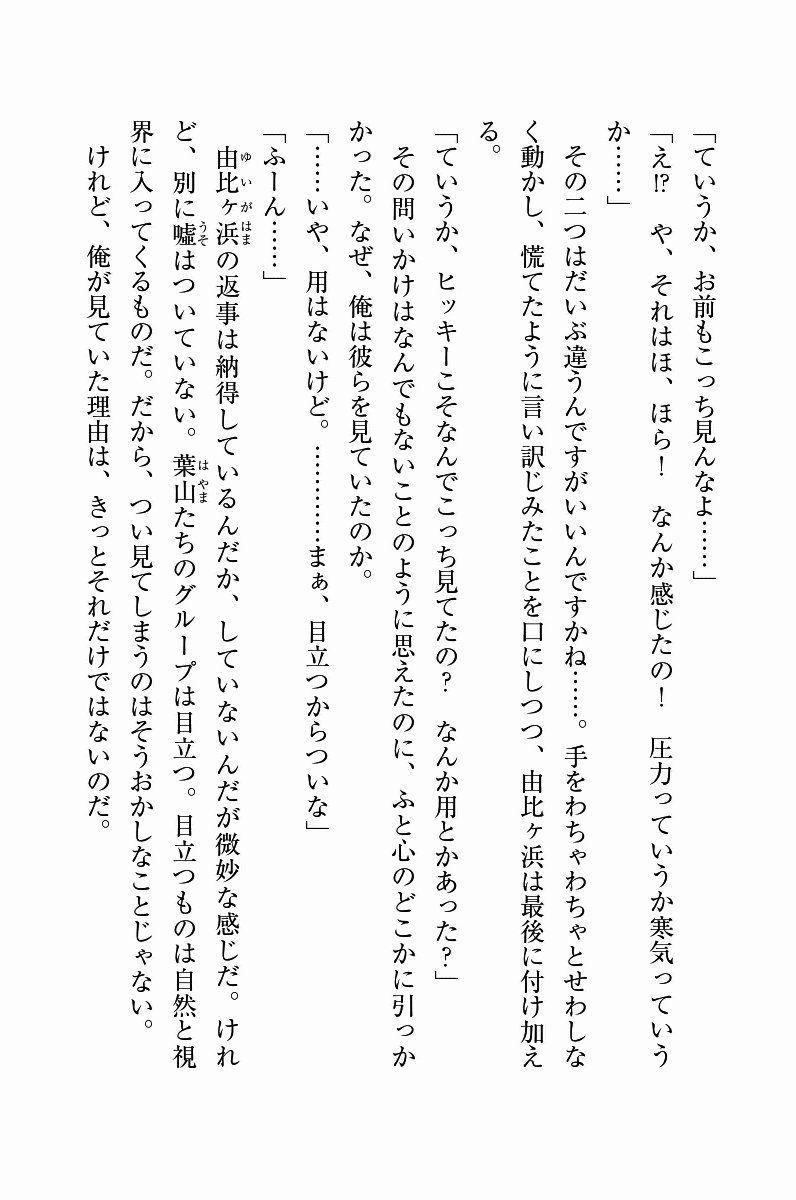 「ていうか、お前もこっち見んなよ……」
「え!?　や、それはほ、ほら！　なんか感じたの！　圧力っていうか寒気っていう
か……」
　その二つはだいぶ違うんですがいいんですかね……。手をわちゃわちゃとせわしな
く動かし、慌てたように言い訳じみたことを口にしつつ、由比ヶ浜は最後に付け加え
る。
「ていうか、ヒッキーこそなんでこっち見てたの？　なんか用とかあった？」
　その問いかけはなんでもないことのように思えたのに、ふと心のどこかに引っか
かった。なぜ、俺は彼らを見ていたのか。
「……いや、用はないけど。…………まぁ、目立つからついな」
「ふーん……」
　由比ヶ浜の返事は納得しているんだか、していないんだが微妙な感じだ。けれ
ど、別に嘘はついていない。葉山たちのグループは目立つ。目立つものは自然と視
界に入ってくるものだ。だから、つい見てしまうのはそうおかしなことじゃない。
　けれど、俺が見ていた理由は、きっとそれだけではないのだ。